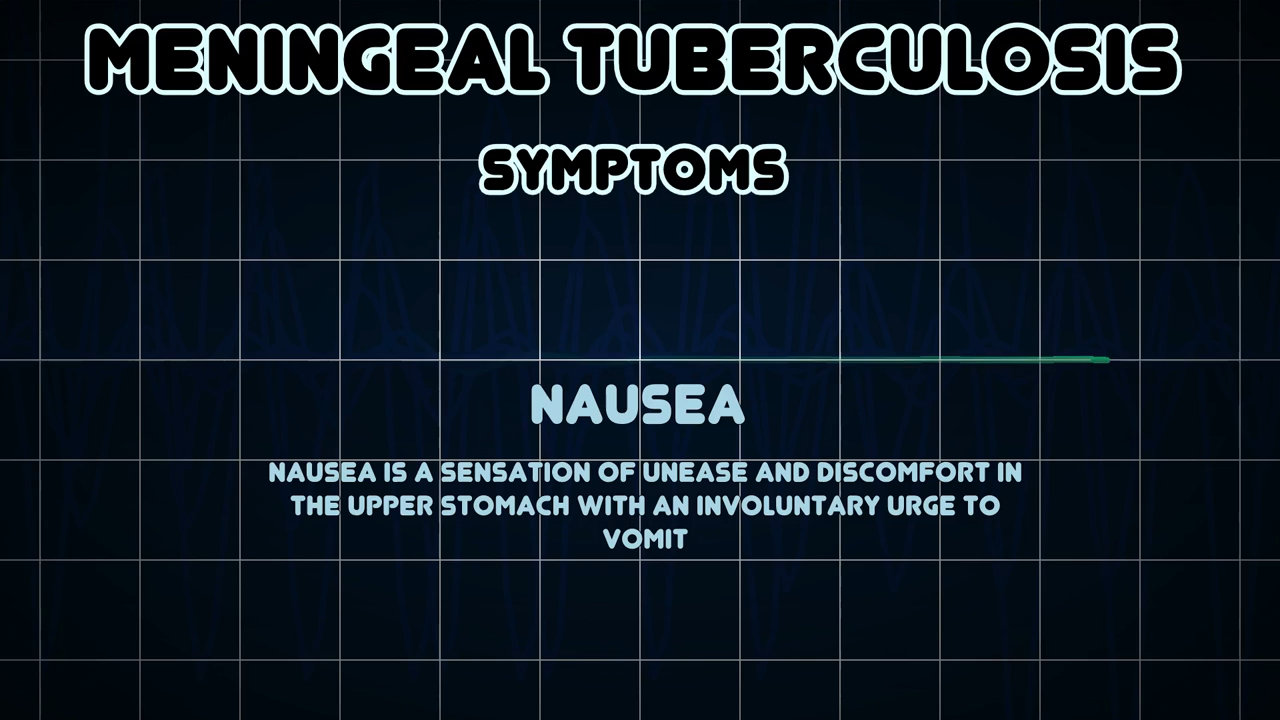 MENINGEAL TUBERCULOSIS
SYMPTOMS
NAUSEA
NAUSEA IS A SENSATION OF UNEASE AND DISCOMFORT IN
THE UPPER STOMACH WITH AN INVOLUNTARY URGE TO
VOMIT